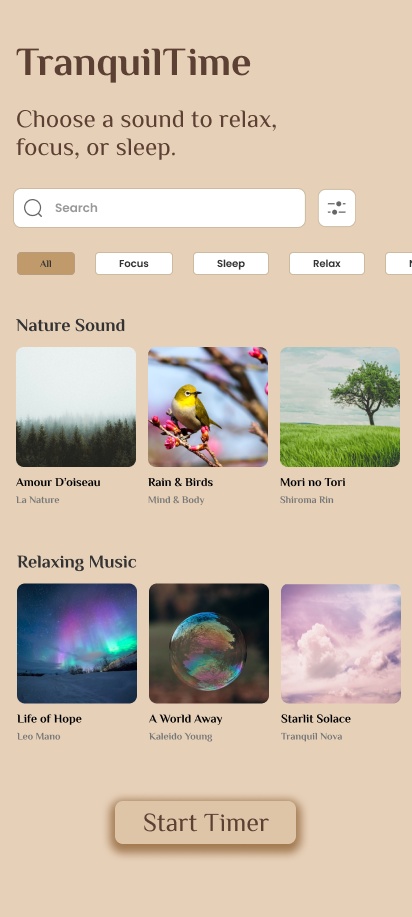 TranquilTime
Choose a sound to relax,
focus, or sleep.
Search
All Focus Sleep Relax
Nature Sound
Amour D'oiseau Rain & Birds Mori no Tori
La Nature Mind & Body Shiroma Rin
Relaxing Music
Life of Hope A World Away Starlit Solace
Leo Mano Kaleido Young Tranquil Nova
Start Timer